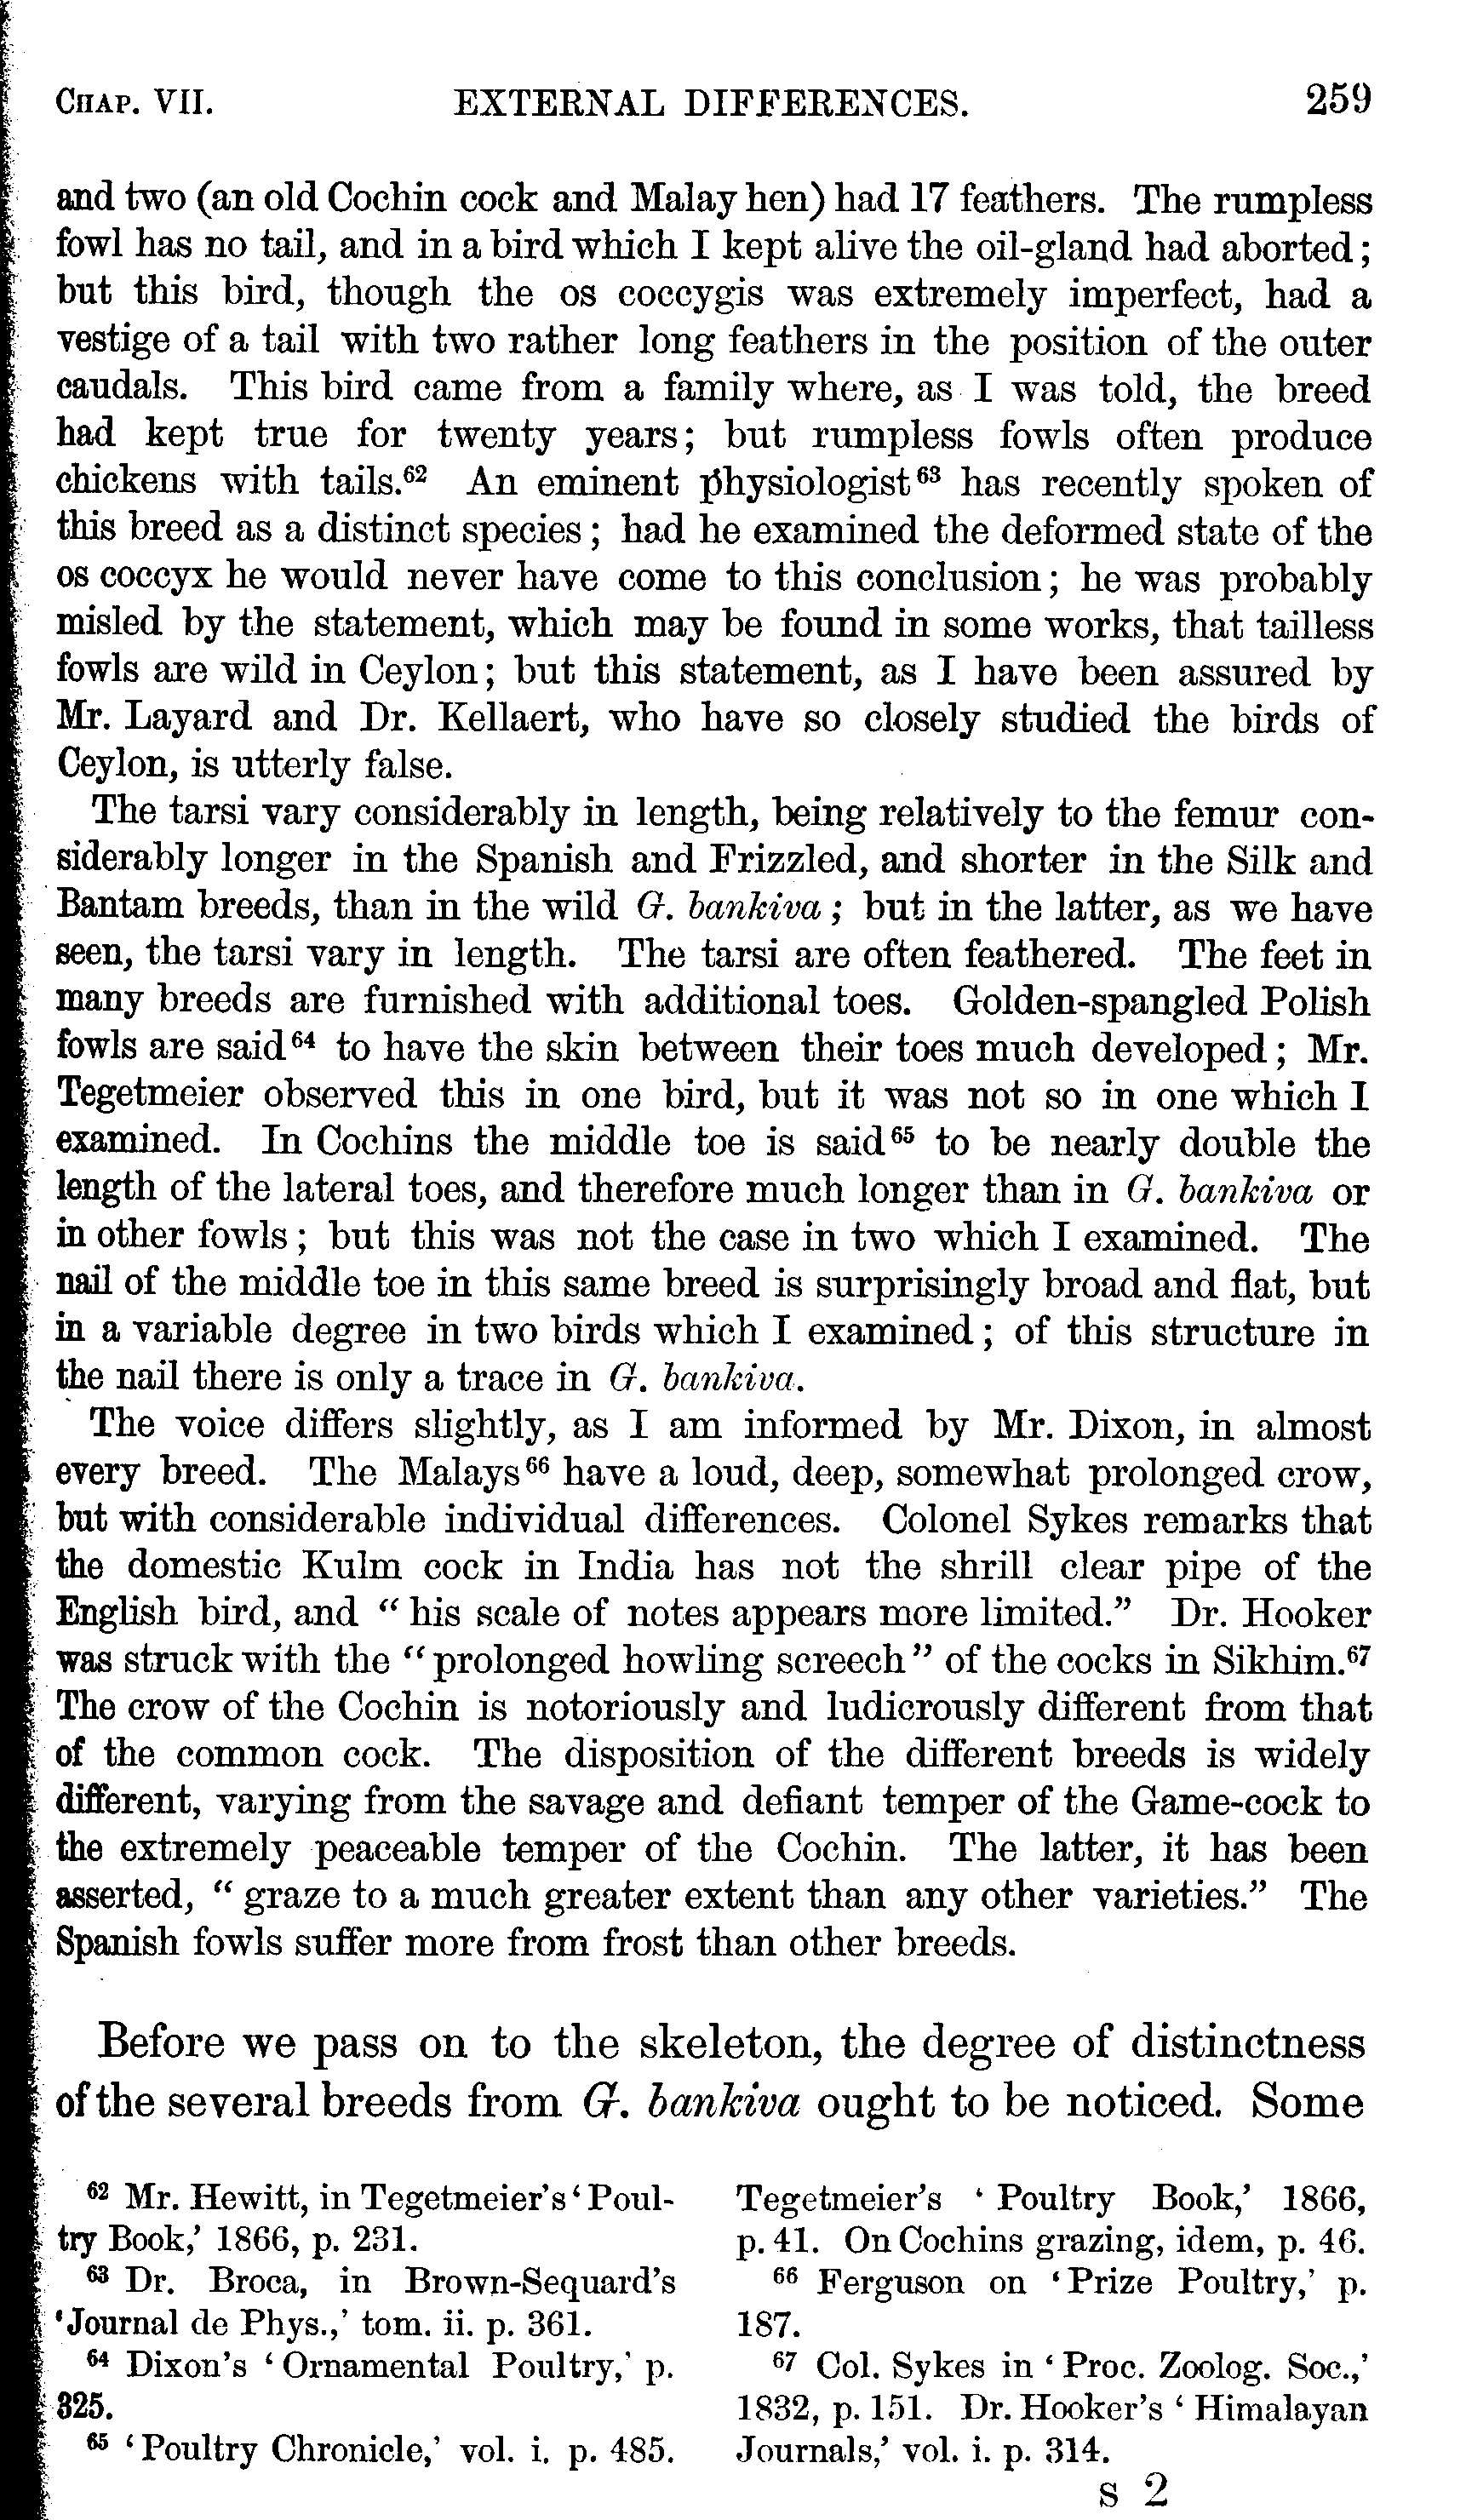 CHAP. VII. EXTERNAL DIFFERENCES. 259
and two (an old Cochin cock and Malay hen) had 17 feathers. The rumpless
fowl has no tail, and in a bird which I kept alive the oil-gland had aborted;
but this bird, though the os coccygis was extremely imperfect, had a
vestige of a tail with two rather long feathers in the position of the outer
caudals. This bird came from a family where, as I was told, the breed
had kept true for twenty years; but rumpless fowls often produce
chickens with tails.⁶² An eminent physiologist⁶³ has recently spoken of
this breed as a distinct species; had he examined the deformed state of the
os coccyx he would never have come to this conclusion; he was probably
misled by the statement, which may be found in some works, that tailless
fowls are wild in Ceylon; but this statement, as I have been assured by
Mr. Layard and Dr. Kellaert, who have so closely studied the birds of
Ceylon, is utterly false.
The tarsi vary considerably in length, being relatively to the femur con-
siderably longer in the Spanish and Frizzled, and shorter in the Silk and
Bantam breeds, than in the wild G. bankiva; but in the latter, as we have
seen, the tarsi vary in length. The tarsi are often feathered. The feet in
many breeds are furnished with additional toes. Golden-spangled Polish
fowls are said⁶⁴ to have the skin between their toes much developed; Mr.
Tegetmeier observed this in one bird, but it was not so in one which I
examined. In Cochins the middle toe is said⁶⁵ to be nearly double the
length of the lateral toes, and therefore much longer than in G. bankiva or
in other fowls; but this was not the case in two which I examined. The
nail of the middle toe in this same breed is surprisingly broad and flat, but
in a variable degree in two birds which I examined; of this structure in
the nail there is only a trace in G. bankiva.
The voice differs slightly, as I am informed by Mr. Dixon, in almost
every breed. The Malays⁶⁶ have a loud, deep, somewhat prolonged crow,
but with considerable individual differences. Colonel Sykes remarks that
the domestic Kulm cock in India has not the shrill clear pipe of the
English bird, and “his scale of notes appears more limited.” Dr. Hooker
was struck with the “prolonged howling screech” of the cocks in Sikhim.⁶⁷
The crow of the Cochin is notoriously and ludicrously different from that
of the common cock. The disposition of the different breeds is widely
different, varying from the savage and defiant temper of the Game-cock to
the extremely peaceable temper of the Cochin. The latter, it has been
asserted, “graze to a much greater extent than any other varieties.” The
Spanish fowls suffer more from frost than other breeds.
Before we pass on to the skeleton, the degree of distinctness
of the several breeds from G. bankiva ought to be noticed. Some
⁶² Mr. Hewitt, in Tegetmeier's ‘Poul-
try Book,’ 1866, p. 231.
⁶³ Dr. Broca, in Brown-Sequard's
‘Journal de Phys.,’ tom. ii. p. 361.
⁶⁴ Dixon's ‘Ornamental Poultry,’ p.
325.
⁶⁵ ‘Poultry Chronicle,’ vol. i. p. 485.
Tegetmeier's ‘Poultry Book,’ 1866,
p. 41. On Cochins grazing, idem, p. 46.
⁶⁶ Ferguson on ‘Prize Poultry,’ p.
187.
⁶⁷ Col. Sykes in ‘Proc. Zoolog. Soc.,’
1832, p. 151. Dr. Hooker's ‘Himalayan
Journals,’ vol. i. p. 314.
S 2